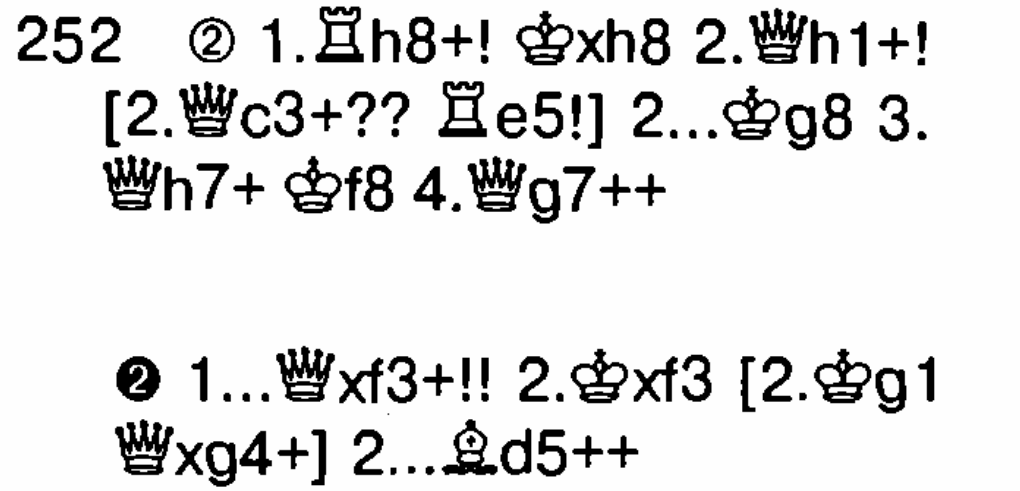 252 ② 1.♖h8+! ♔xh8 2.♕h1+!
[2.♕c3+?? ♖e5!] 2...♔g8 3.
♕h7+ ♔f8 4.♕g7++
❷ 1...♕xf3+!! 2.♔xf3 [2.♔g1
♕xg4+] 2...♗d5++